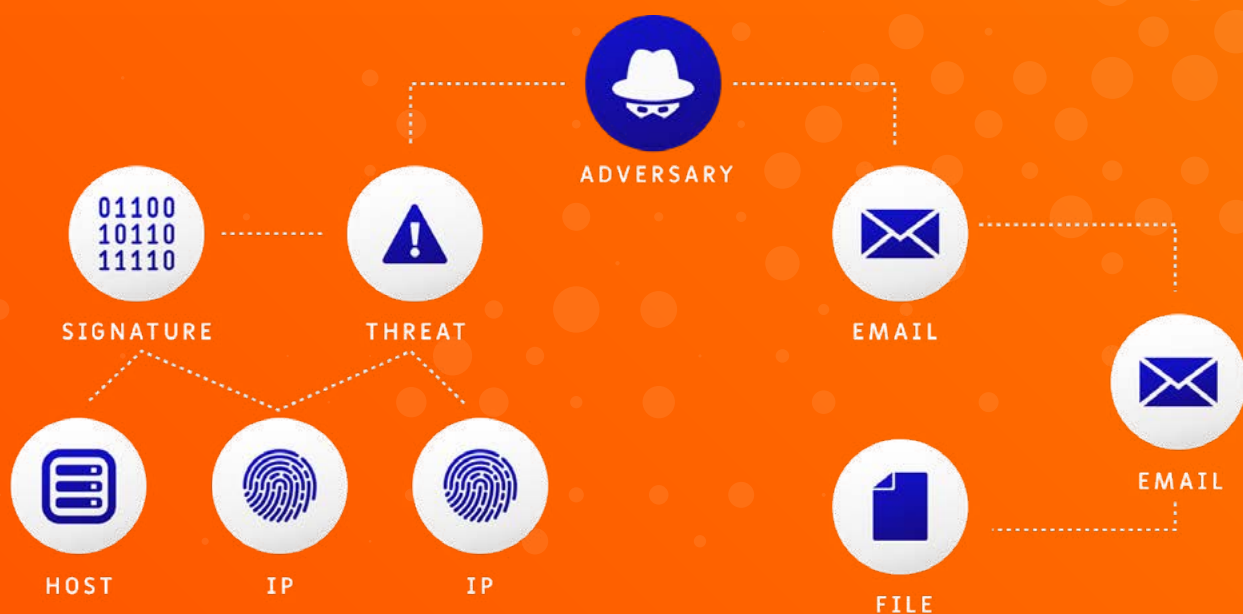 ADVERSARY
01100
10110
11110
SIGNATURE
THREAT
EMAIL
EMAIL
HOST
IP
IP
FILE